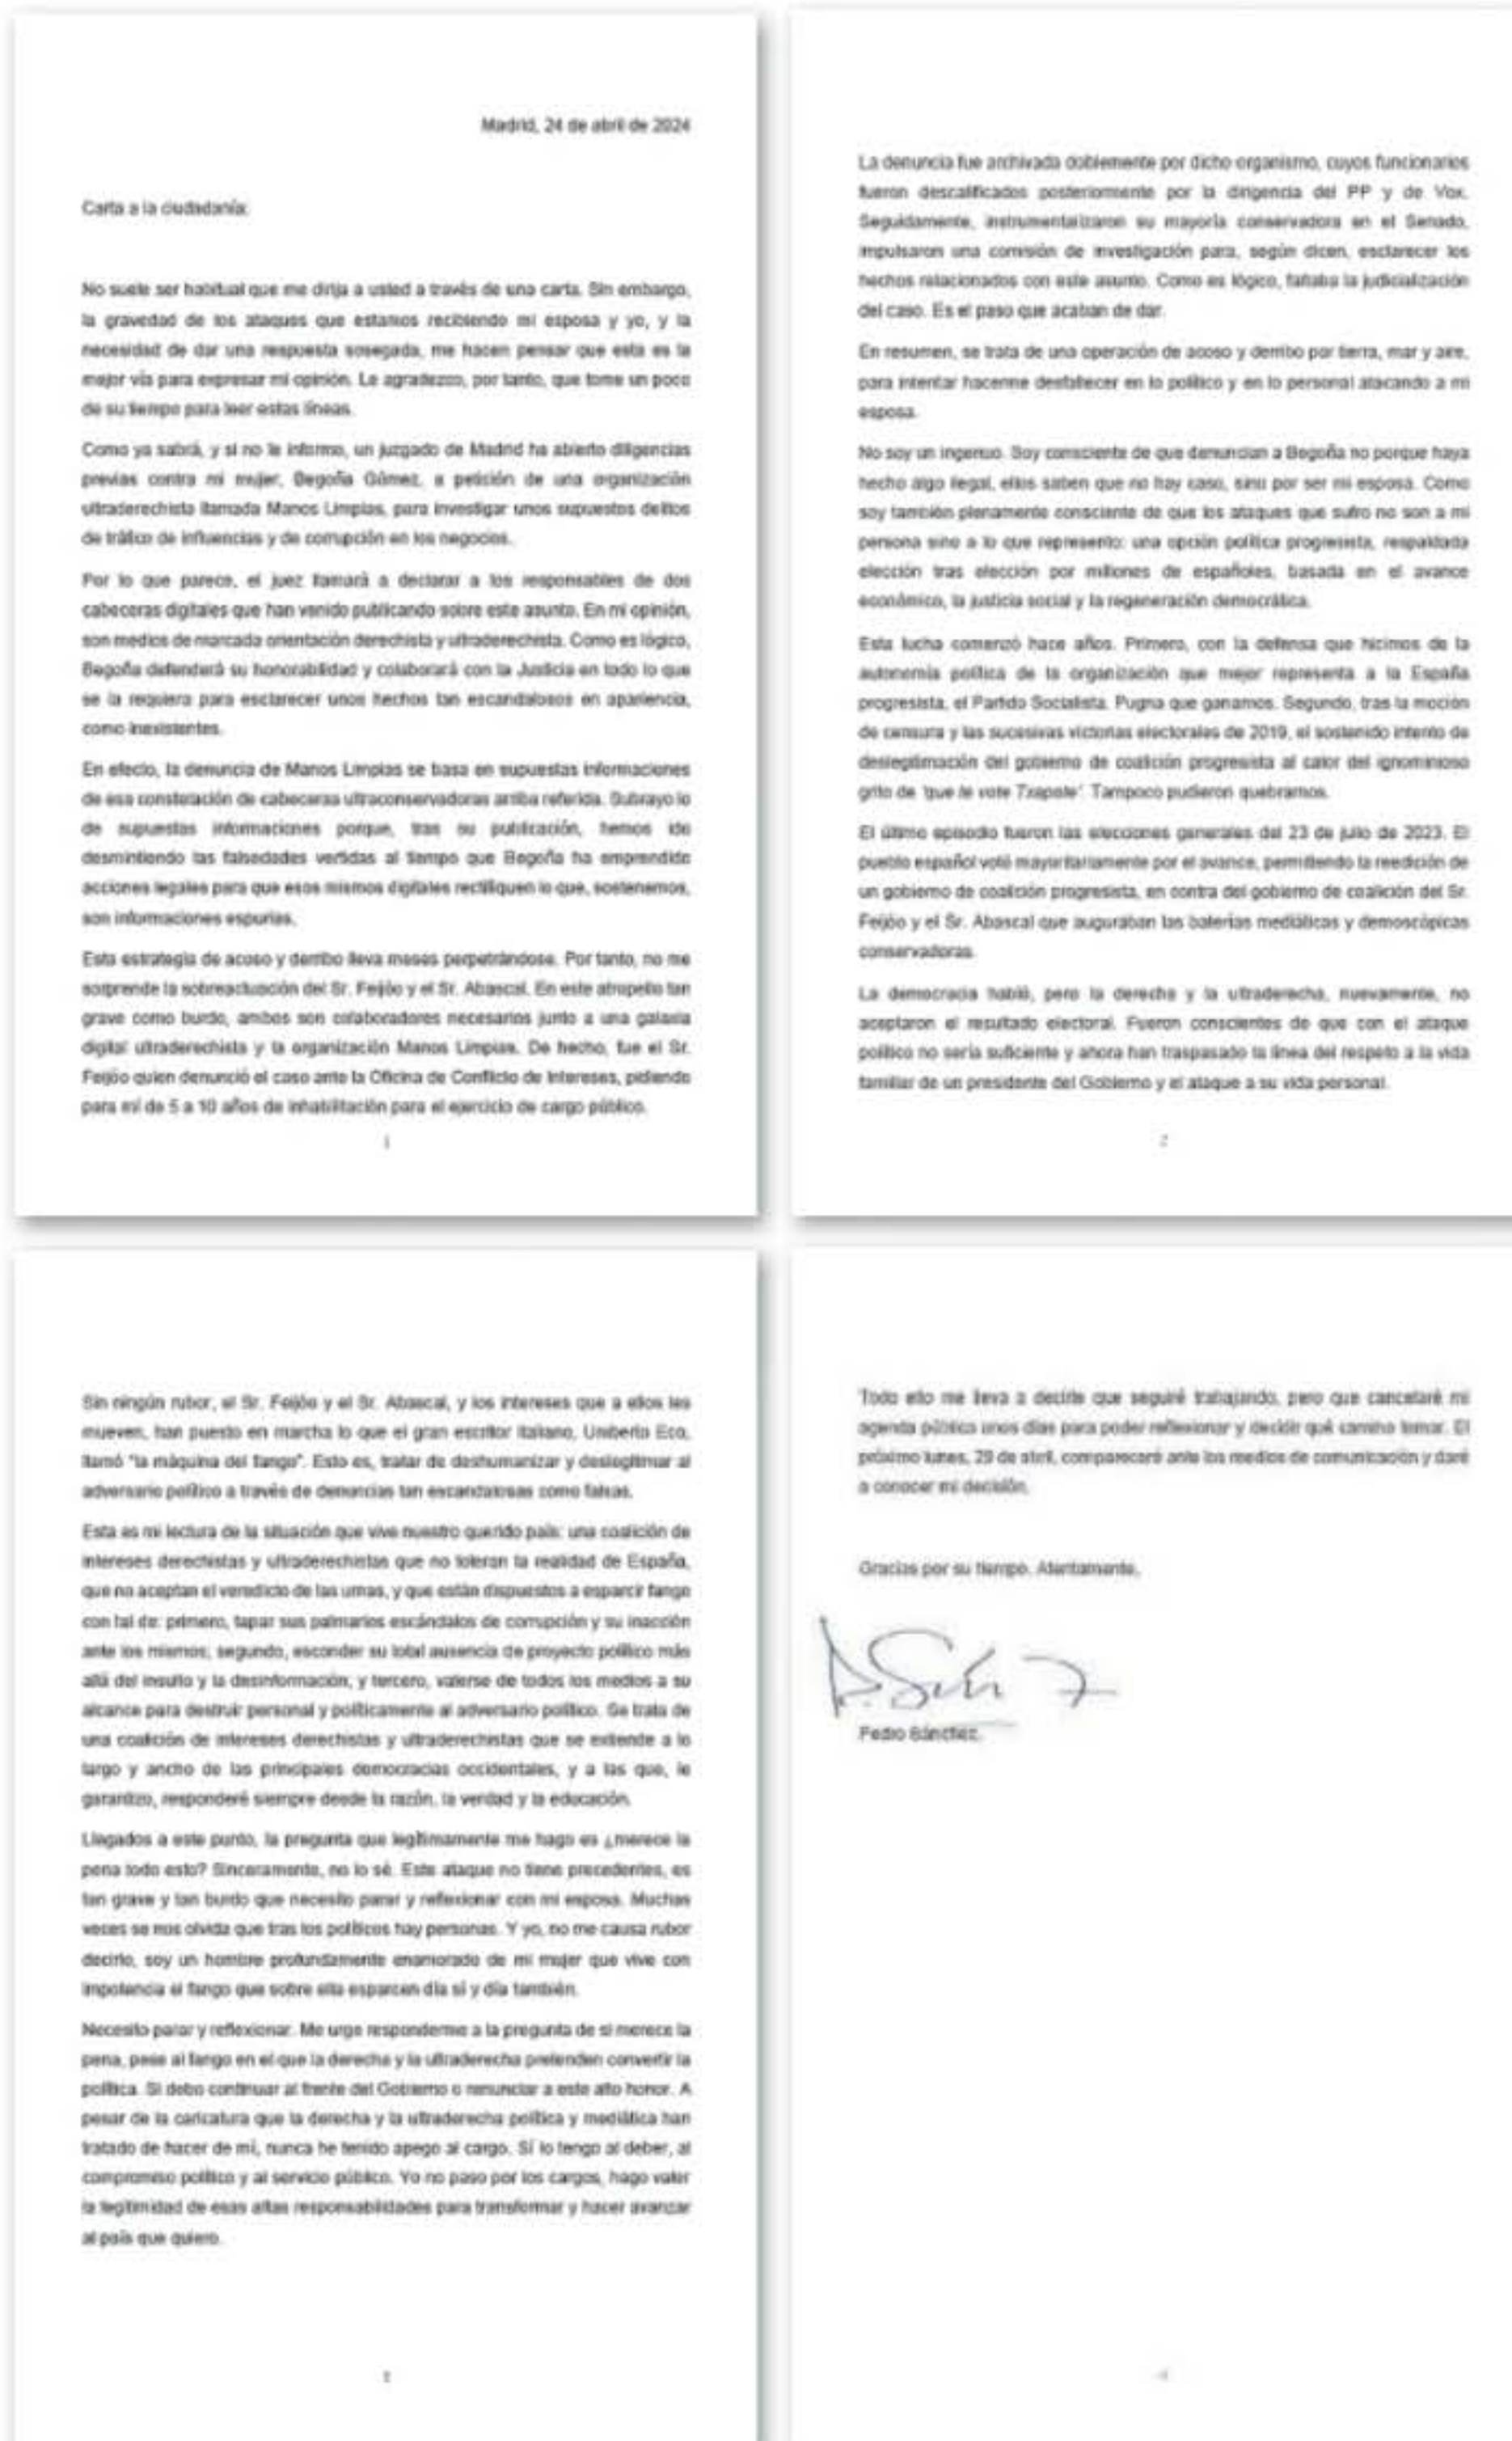 Madrid, 24 de abril de 2024
Carta a la ciudadanía:
No suele ser habitual que me dirija a usted a través de una carta. Sin embargo,
la gravedad de los ataques que estamos recibiendo mi esposa y yo, y la
necesidad de dar una respuesta sosegada, me hacen pensar que esta es la
mejor vía para expresar mi opinión. Le agradezco, por tanto, que tome un poco
de su tiempo para leer estas líneas.
Como ya sabrá, y si no le informo, un juzgado de Madrid ha abierto diligencias
previas contra mi mujer, Begoña Gómez, a petición de una organización
ultraderechista llamada Manos Limpias, para investigar unos supuestos delitos
de tráfico de influencias y de corrupción en los negocios.
Por lo que parece, el juez llamará a declarar a los responsables de dos
cabeceras digitales que han venido publicando sobre este asunto. En mi opinión,
son medios de marcada orientación derechista y ultraderechista. Como es lógico,
Begoña defenderá su honorabilidad y colaborará con la Justicia en todo lo que
se la requiera para esclarecer unos hechos tan escandalosos en apariencia,
como inexistentes.
En efecto, la denuncia de Manos Limpias se basa en supuestas informaciones
de esa constelación de cabeceras ultraconservadoras arriba referida. Subrayo lo
de supuestas informaciones porque, tras su publicación, hemos ido
desmintiendo las falsedades vertidas al tiempo que Begoña ha emprendido
acciones legales para que esos mismos digitales rectifiquen lo que, sostenemos,
son informaciones espurias.
Esta estrategia de acoso y derribo lleva meses perpetrándose. Por tanto, no me
sorprende la sobreactuación del Sr. Feijóo y el Sr. Abascal. En este atropello tan
grave como burdo, ambos son colaboradores necesarios junto a una galaxia
digital ultraderechista y la organización Manos Limpias. De hecho, fue el Sr.
Feijóo quien denunció el caso ante la Oficina de Conflicto de Intereses, pidiendo
para mí de 5 a 10 años de inhabilitación para el ejercicio de cargo público.
1
La denuncia fue archivada doblemente por dicho organismo, cuyos funcionarios
fueron descalificados posteriormente por la dirigencia del PP y de Vox.
Seguidamente, instrumentalizaron su mayoría conservadora en el Senado,
impulsaron una comisión de investigación para, según dicen, esclarecer los
hechos relacionados con este asunto. Como es lógico, faltaba la judicialización
del caso. Es el paso que acaban de dar.
En resumen, se trata de una operación de acoso y derribo por tierra, mar y aire,
para intentar hacerme desfallecer en lo político y en lo personal atacando a mi
esposa.
No soy un ingenuo. Soy consciente de que denuncian a Begoña no porque haya
hecho algo ilegal, ellos saben que no hay caso, sino por ser mi esposa. Como
soy también plenamente consciente de que los ataques que sufro no son a mi
persona sino a lo que represento: una opción política progresista, respaldada
elección tras elección por millones de españoles, basada en el avance
económico, la justicia social y la regeneración democrática.
Esta lucha comenzó hace años. Primero, con la defensa que hicimos de la
autonomía política de la organización que mejor representa a la España
progresista, el Partido Socialista. Pugna que ganamos. Segundo, tras la moción
de censura y las sucesivas victorias electorales de 2019, el sostenido intento de
deslegitimación del gobierno de coalición progresista al calor del ignominioso
grito de 'que te vote Txapote'. Tampoco pudieron quebrarnos.
El último episodio fueron las elecciones generales del 23 de julio de 2023. El
pueblo español votó mayoritariamente por el avance, permitiendo la reedición de
un gobierno de coalición progresista, en contra del gobierno de coalición del Sr.
Feijóo y el Sr. Abascal que auguraban las baterías mediáticas y demoscópicas
conservadoras.
La democracia habló, pero la derecha y la ultraderecha, nuevamente, no
aceptaron el resultado electoral. Fueron conscientes de que con el ataque
político no sería suficiente y ahora han traspasado la línea del respeto a la vida
familiar de un presidente del Gobierno y el ataque a su vida personal.
2
Sin ningún rubor, el Sr. Feijóo y el Sr. Abascal, y los intereses que a ellos les
mueven, han puesto en marcha lo que el gran escritor italiano, Umberto Eco,
llamó "la máquina del fango". Esto es, tratar de deshumanizar y deslegitimar al
adversario político a través de denuncias tan escandalosas como falsas.
Esta es mi lectura de la situación que vive nuestro querido país: una coalición de
intereses derechistas y ultraderechistas que no toleran la realidad de España,
que no aceptan el veredicto de las urnas, y que están dispuestos a esparcir fango
con tal de: primero, tapar sus palmarios escándalos de corrupción y su inacción
ante los mismos; segundo, esconder su total ausencia de proyecto político más
allá del insulto y la desinformación; y tercero, valerse de todos los medios a su
alcance para destruir personal y políticamente al adversario político. Se trata de
una coalición de intereses derechistas y ultraderechistas que se extiende a lo
largo y ancho de las principales democracias occidentales, y a las que, le
garantizo, responderé siempre desde la razón, la verdad y la educación.
Llegados a este punto, la pregunta que legítimamente me hago es ¿merece la
pena todo esto? Sinceramente, no lo sé. Este ataque no tiene precedentes, es
tan grave y tan burdo que necesito parar y reflexionar con mi esposa. Muchas
veces se nos olvida que tras los políticos hay personas. Y yo, no me causa rubor
decirlo, soy un hombre profundamente enamorado de mi mujer que vive con
impotencia el fango que sobre ella esparcen día sí y día también.
Necesito parar y reflexionar. Me urge responderme a la pregunta de si merece la
pena, pese al fango en el que la derecha y la ultraderecha pretenden convertir la
política. Si debo continuar al frente del Gobierno o renunciar a este alto honor. A
pesar de la caricatura que la derecha y la ultraderecha política y mediática han
tratado de hacer de mí, nunca he tenido apego al cargo. Sí lo tengo al deber, al
compromiso político y al servicio público. Yo no paso por los cargos, hago valer
la legitimidad de esas altas responsabilidades para transformar y hacer avanzar
al país que quiero.
Todo ello me lleva a decirle que seguiré trabajando, pero que cancelaré mi
agenda pública unos días para poder reflexionar y decidir qué camino tomar. El
próximo lunes, 29 de abril, compareceré ante los medios de comunicación y daré
a conocer mi decisión.
Gracias por su tiempo. Atentamente,
Pedro Sánchez.